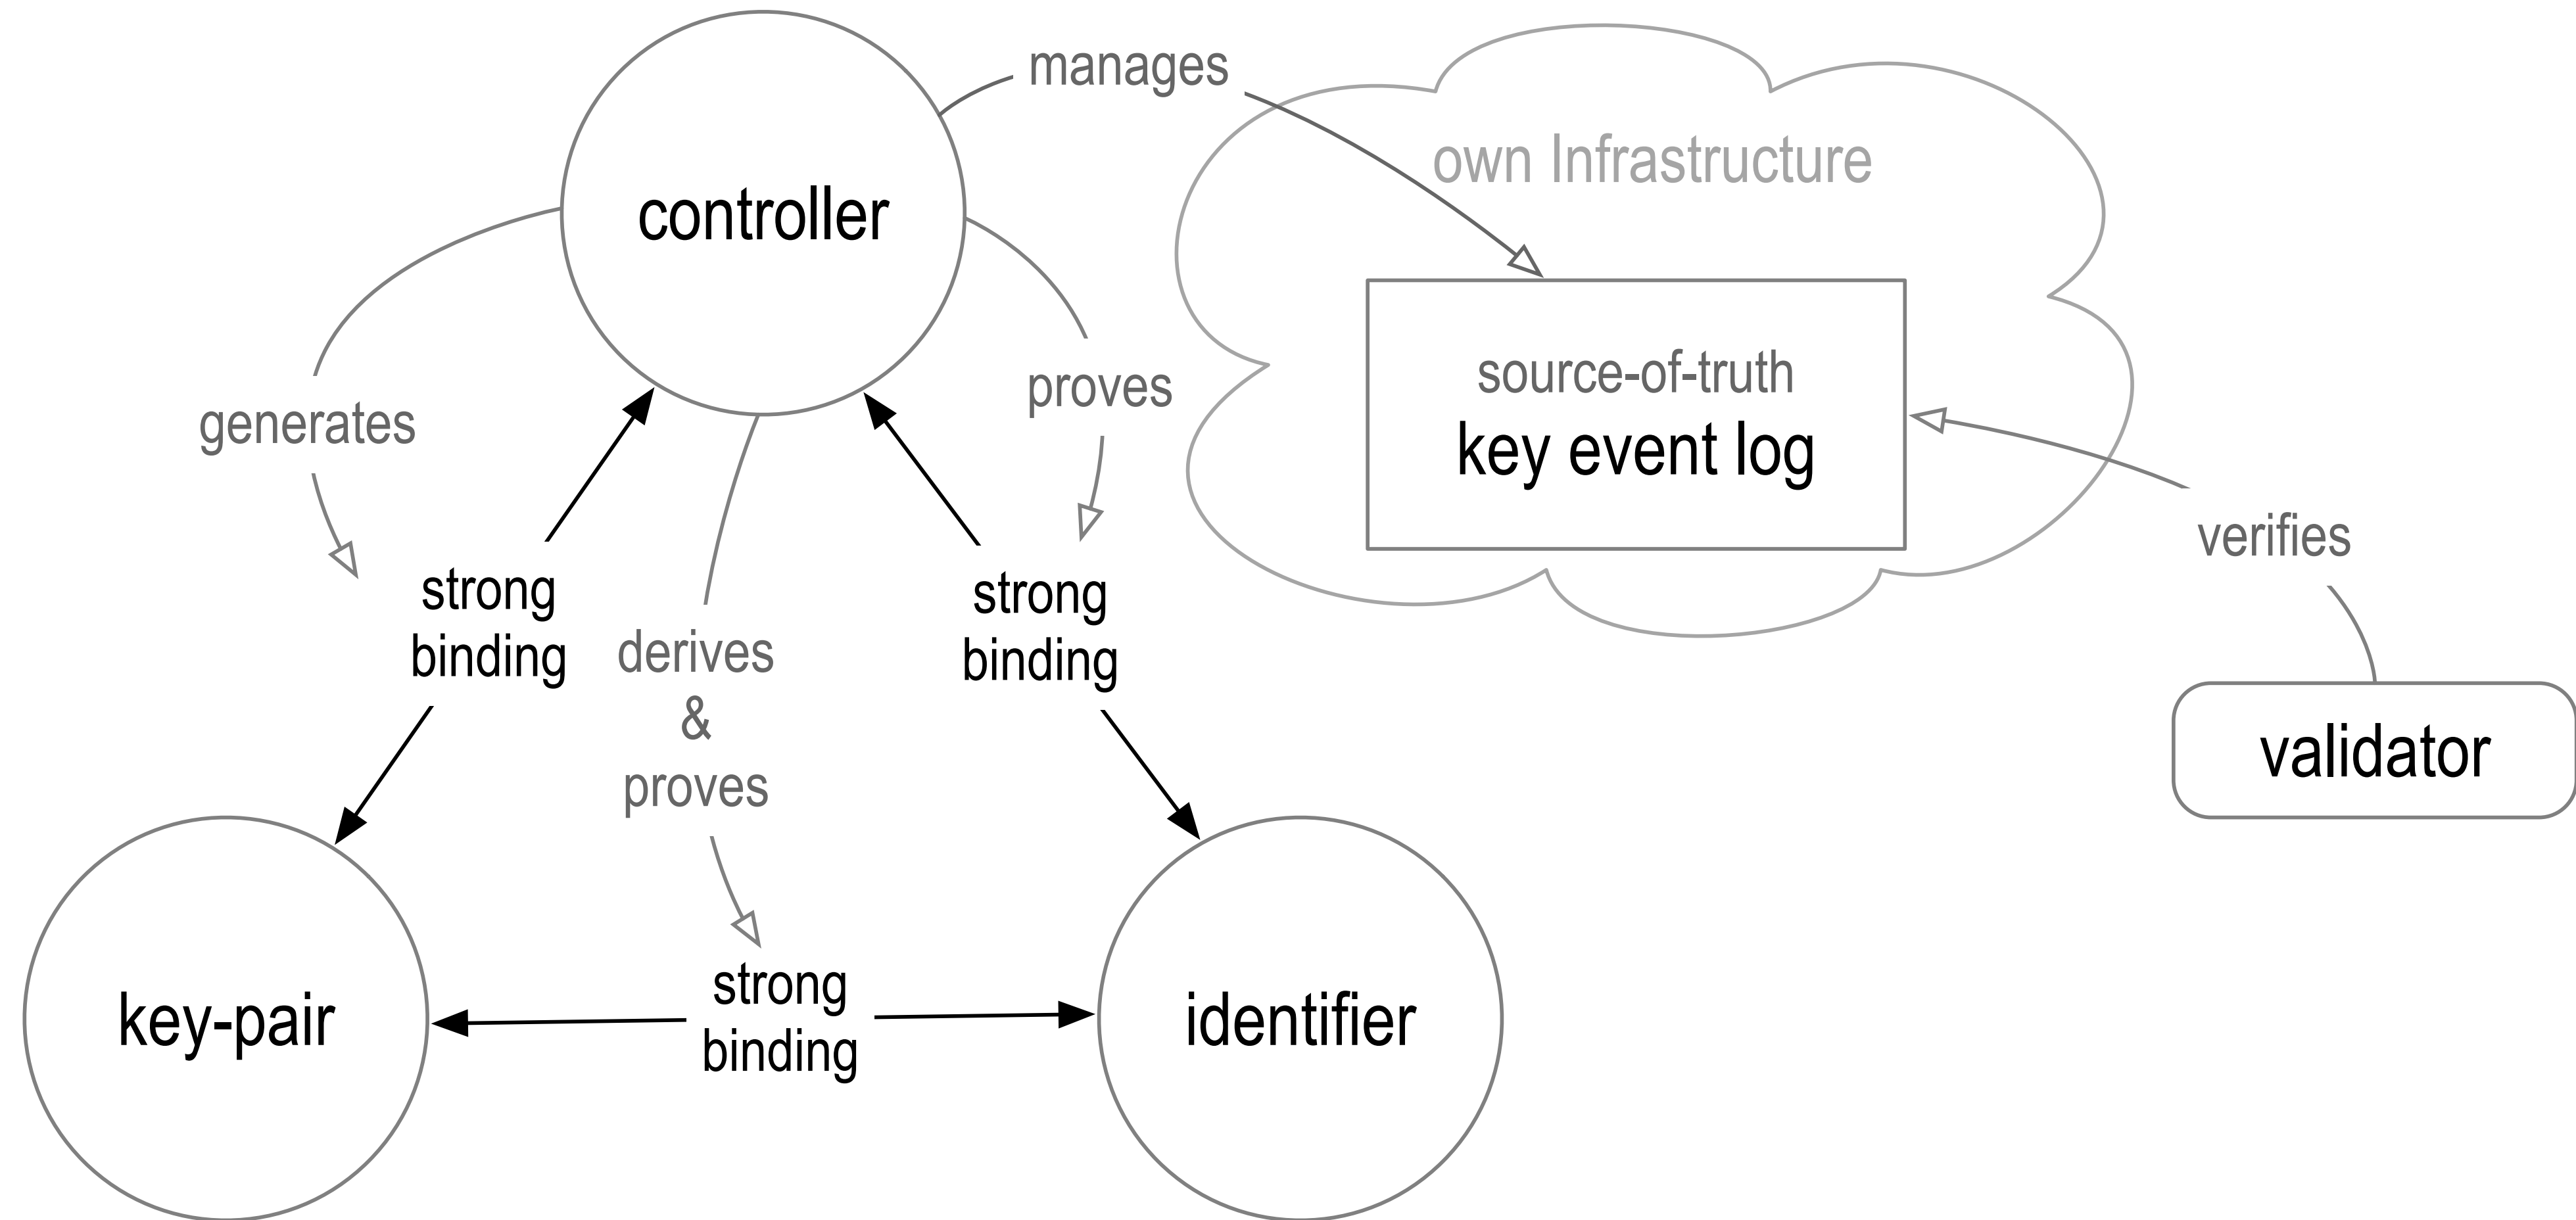 manages
own Infrastructure
controller
source-of-truth
key event log
proves
generates
verifies
strong
binding
derives
&
proves
strong
binding
validator
key-pair
strong
binding
identifier